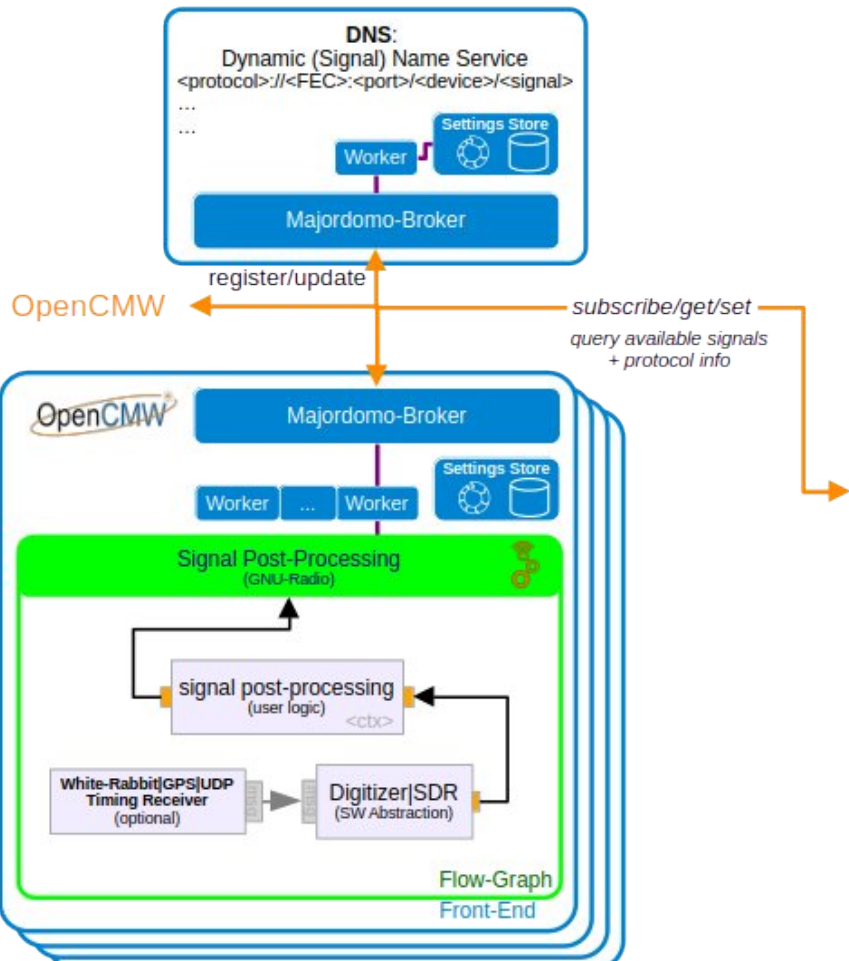 DNS:
Dynamic (Signal) Name Service
<protocol>://<FEC>:<port>/<device>/<signal>
...
...
Settings Store
Worker
Majordomo-Broker
register/update
OpenCMW
subscribe/get/set
query available signals
+ protocol info
OpenCMW
Majordomo-Broker
Settings Store
Worker
...
Worker
Signal Post-Processing
(GNU-Radio)
signal post-processing
(user logic)
<ctx>
White-Rabbit|GPS|UDP
Timing Receiver
(optional)
msg
msg
Digitizer|SDR
(SW Abstraction)
Flow-Graph
Front-End